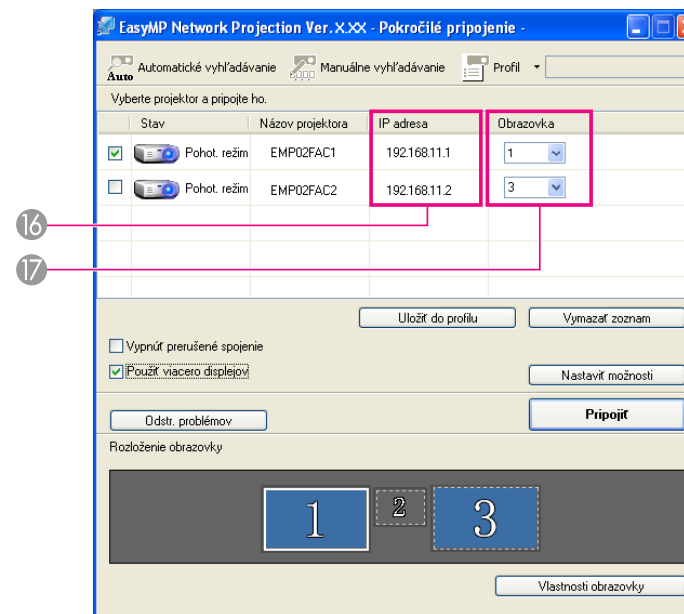 EasyMP Network Projection Ver.X.XX - Pokročilé pripojenie -
Auto Automatické vyhľadávanie Manuálne vyhľadávanie Profil
Vyberte projektor a pripojte ho.
Stav Názov projektora IP adresa Obrazovka
Pohot. režim EMP02FAC1 192.168.11.1 1
Pohot. režim EMP02FAC2 192.168.11.2 3
16
17
Uložiť do profilu Vymazať zoznam
Vypnúť prerušené spojenie
Použiť viacero displejov
Nastaviť možnosti
Odstr. problémov Pripojiť
Rozloženie obrazovky
1 2 3
Vlastnosti obrazovky